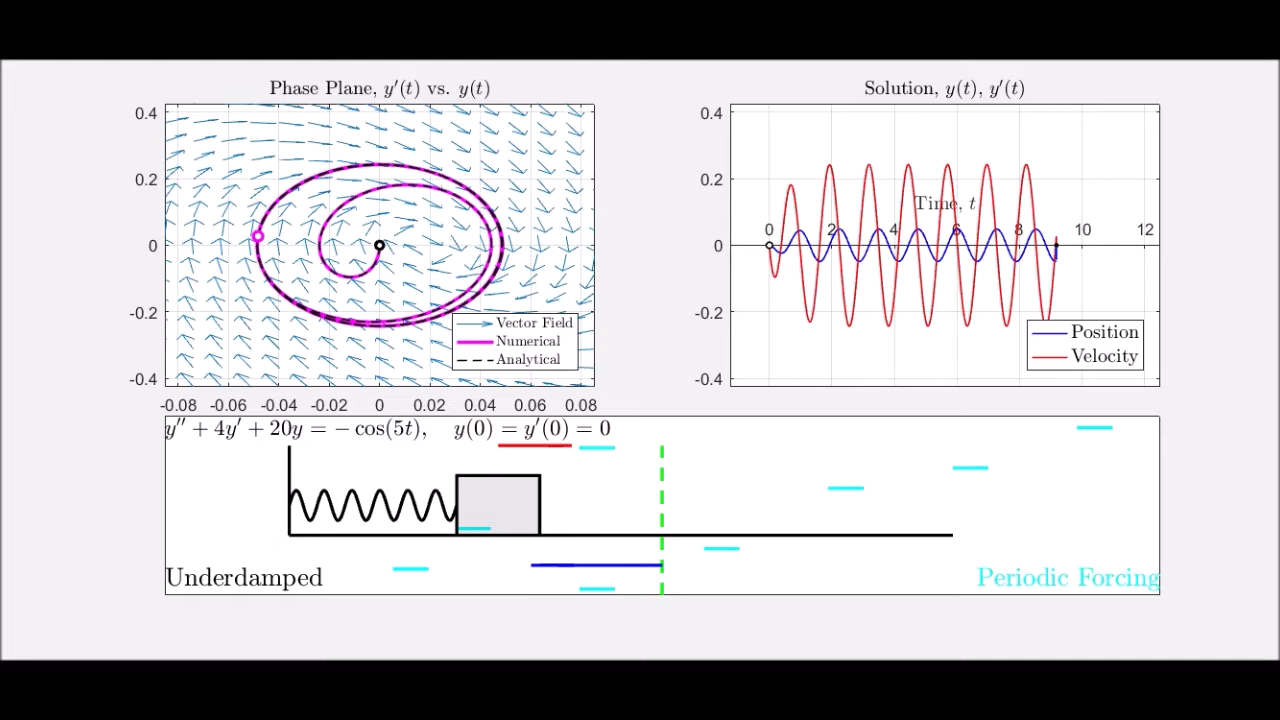 Phase Plane, y′(t) vs. y(t)
0.4
0.2
0
-0.2
-0.4
-0.08 -0.06 -0.04 -0.02 0 0.02 0.04 0.06 0.08
Vector Field
Numerical
Analytical
Solution, y(t), y′(t)
0.4
0.2
0
-0.2
-0.4
Time, t
0 2 4 6 8 10 12
Position
Velocity
y″ + 4y′ + 20y = − cos(5t), y(0) = y′(0) = 0
Underdamped
Periodic Forcing